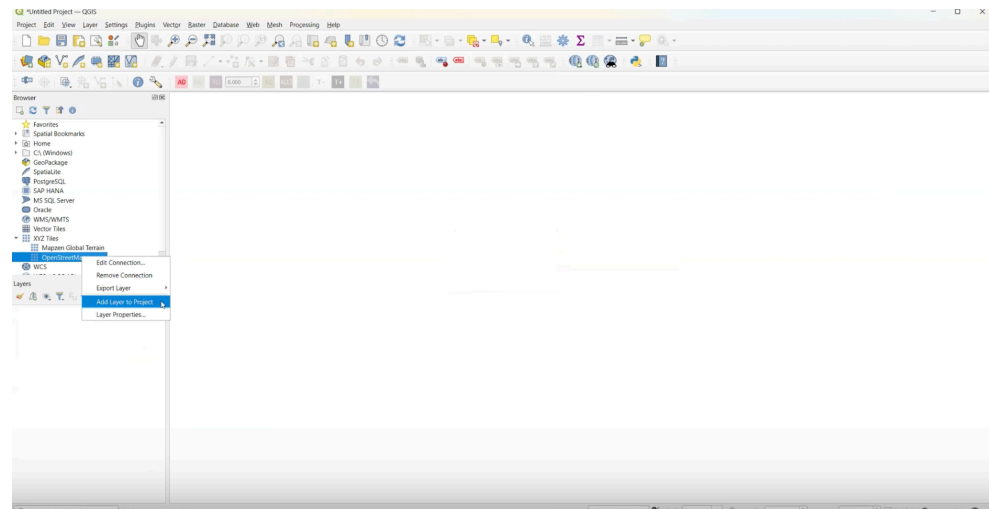 *Untitled Project — QGIS
Project Edit View Layer Settings Plugins Vector Raster Database Web Mesh Processing Help
Browser
Favorites
Spatial Bookmarks
Home
C:\ (Windows)
GeoPackage
SpatiaLite
PostgreSQL
SAP HANA
MS SQL Server
Oracle
WMS/WMTS
Vector Tiles
XYZ Tiles
Mapzen Global Terrain
OpenStreetMa
WCS
Edit Connection...
Remove Connection
Export Layer
Add Layer to Project
Layer Properties...
Layers